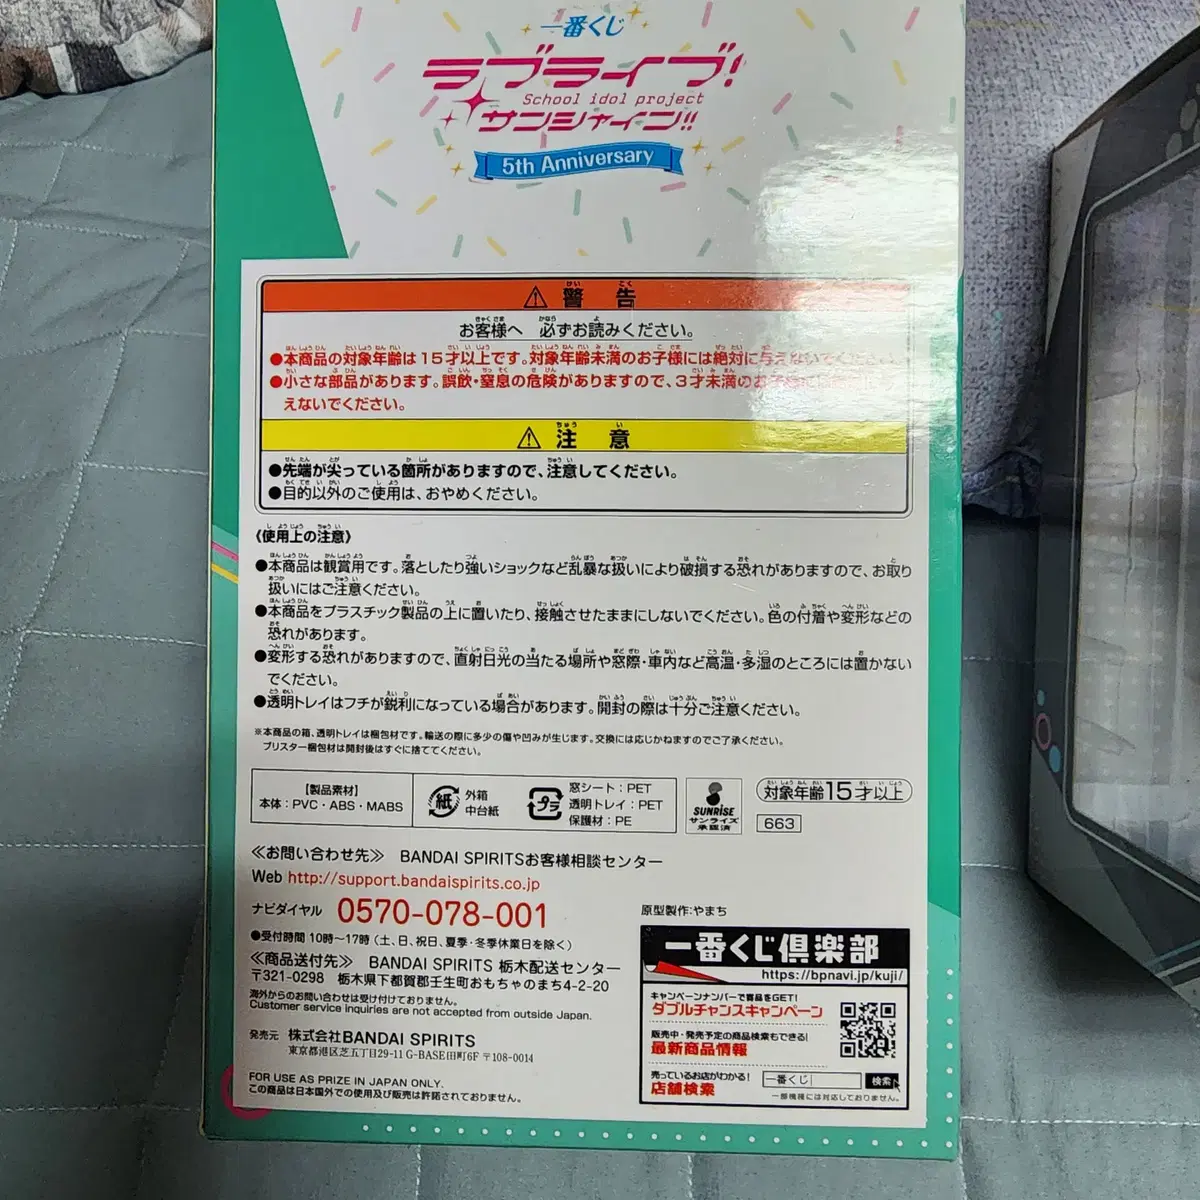 一番くじ
ラブライブ!
School idol project
サンシャイン!!
5th Anniversary
⚠ 警告
お客様へ 必ずお読みください。
●本商品の対象年齢は15才以上です。対象年齢未満のお子様には絶対に与えないでください。
●小さな部品があります。誤飲・窒息の危険がありますので、3才未満のお子様には
えないでください。
⚠ 注意
●先端が尖っている箇所がありますので、注意してください。
●目的以外のご使用は、おやめください。
《使用上の注意》
●本商品は観賞用です。落としたり強いショックなど乱暴な扱いにより破損する恐れがありますので、お取り
扱いにはご注意ください。
●本商品をプラスチック製品の上に置いたり、接触させたままにしないでください。色の付着や変形などの
恐れがあります。
●変形する恐れがありますので、直射日光の当たる場所や窓際・車内など高温・多湿のところには置かない
でください。
●透明トレイはフチが鋭利になっている場合があります。開封の際は十分ご注意ください。
※本商品の箱、透明トレイは梱包材です。輸送の際に多少の傷や凹みが生じます。交換には応じかねますのでご了承ください。
ブリスター梱包材は開封後はすぐに捨ててください。
【製品素材】
本体:PVC・ABS・MABS
紙
外箱
中台紙
プラ
窓シート:PET
透明トレイ:PET
保護材:PE
SUNRISE
サンライズ
承認済
対象年齢15才以上
663
≪お問い合わせ先≫ BANDAI SPIRITSお客様相談センター
Web http://support.bandaispirits.co.jp
ナビダイヤル 0570-078-001
●受付時間 10時〜17時(土、日、祝日、夏季・冬季休業日を除く)
≪商品送付先≫ BANDAI SPIRITS 栃木配送センター
〒321-0298 栃木県下都賀郡壬生町おもちゃのまち4-2-20
海外からのお問い合わせは受け付けておりません。
Customer service inquiries are not accepted from outside Japan.
発売元 株式会社BANDAI SPIRITS
東京都港区芝五丁目29-11 G-BASE田町6F 〒108-0014
FOR USE AS PRIZE IN JAPAN ONLY.
この商品は日本国外での使用及び販売は許諾されておりません。
原型製作:やまち
一番くじ倶楽部
https://bpnavi.jp/kuji/
キャンペーンナンバーで賞品をGET!
ダブルチャンスキャンペーン
販売中・発売予定の商品検索もできる!
最新商品情報
売っているお店がわかる!
店舗検索
一番くじ
検索
一部機種には対応しておりません。